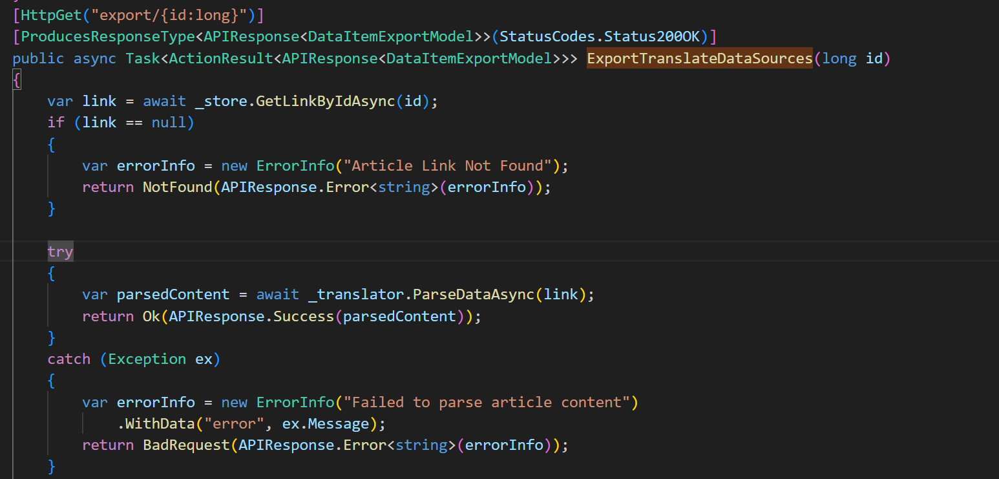 [HttpGet("export/{id:long}")]
[ProducesResponseType<APIResponse<DataItemExportModel>>(StatusCodes.Status200OK)]
public async Task<ActionResult<APIResponse<DataItemExportModel>>> ExportTranslateDataSources(long id)
{
    var link = await _store.GetLinkByIdAsync(id);
    if (link == null)
    {
        var errorInfo = new ErrorInfo("Article Link Not Found");
        return NotFound(APIResponse.Error<string>(errorInfo));
    }

    try
    {
        var parsedContent = await _translator.ParseDataAsync(link);
        return Ok(APIResponse.Success(parsedContent));
    }
    catch (Exception ex)
    {
        var errorInfo = new ErrorInfo("Failed to parse article content")
            .WithData("error", ex.Message);
        return BadRequest(APIResponse.Error<string>(errorInfo));
    }